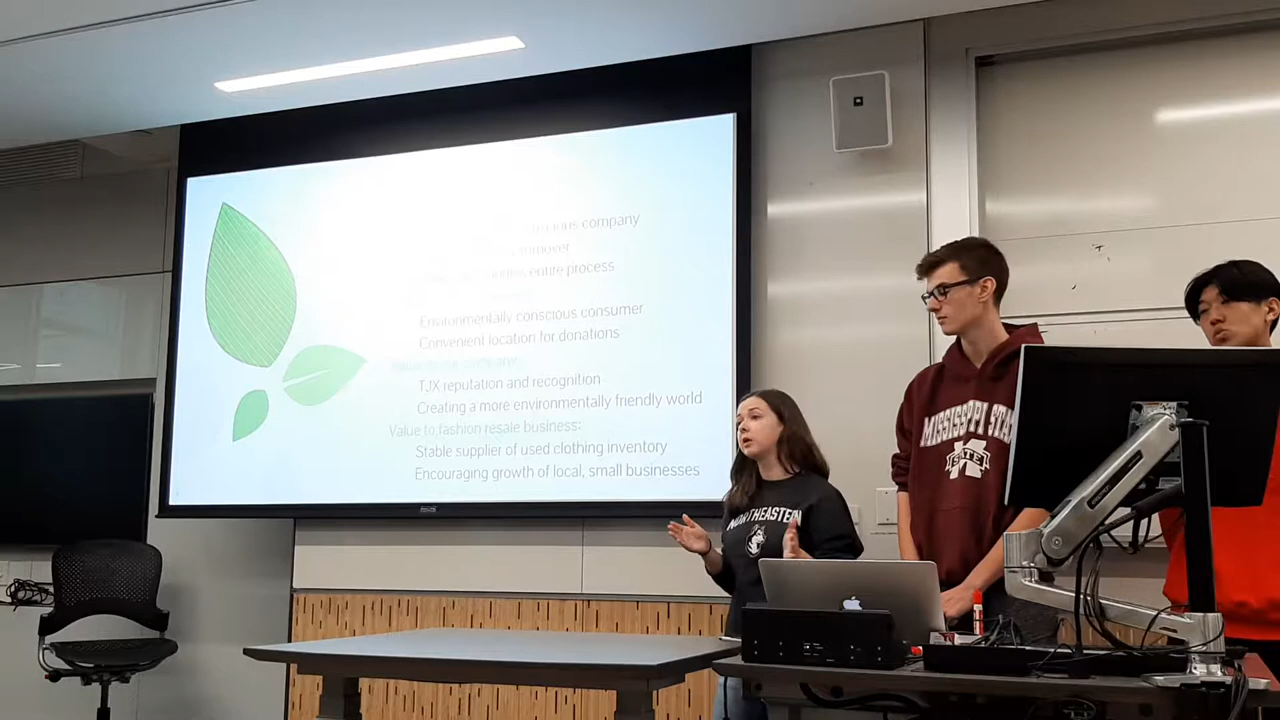 company
entire process
Environmentally conscious consumer
Convenient location for donations
TJX reputation and recognition
Creating a more environmentally friendly world
Value to fashion resale business:
Stable supplier of used clothing inventory
Encouraging growth of local, small businesses
NORTHEASTERN
MISSISSIPPI STA
STATE